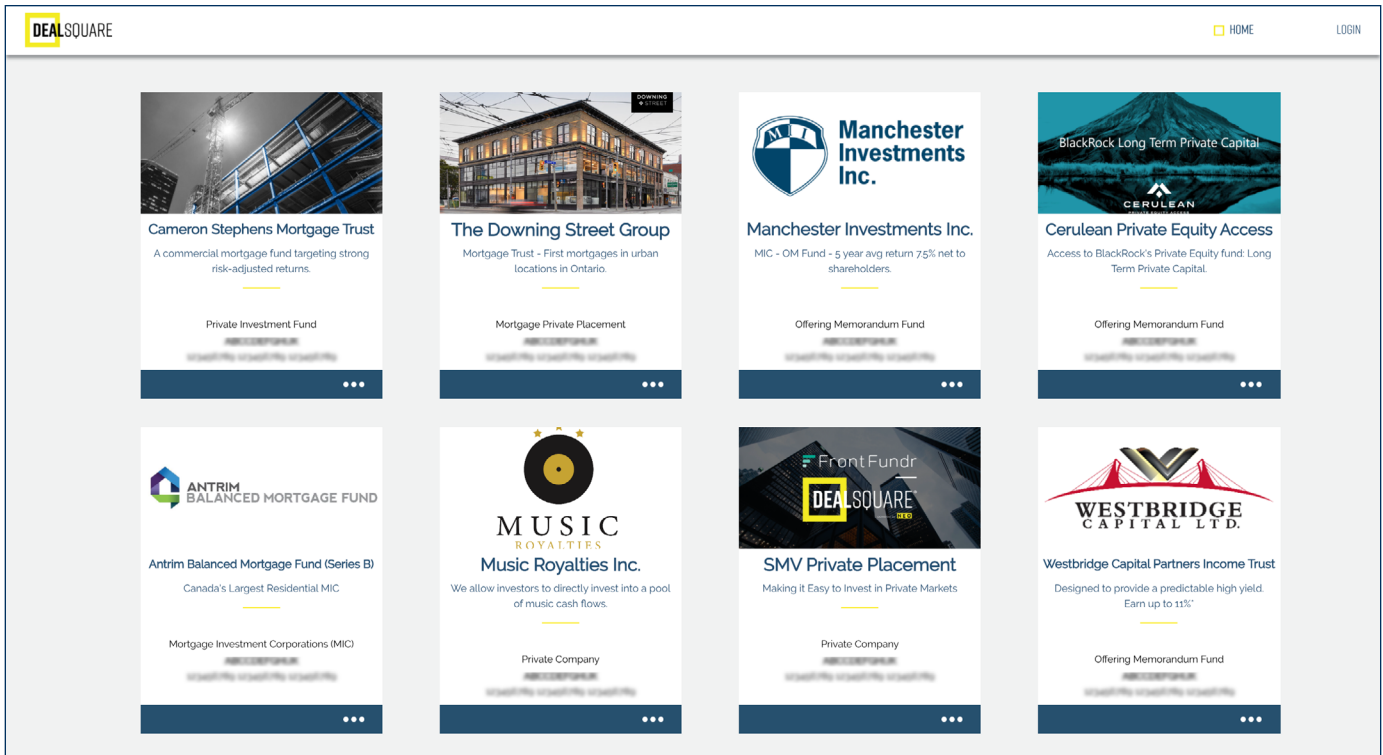 DEALSQUARE
HOME
LOGIN
DOWNING
STREET
Cameron Stephens Mortgage Trust
A commercial mortgage fund targeting strong
risk-adjusted returns.
Private Investment Fund
The Downing Street Group
Mortgage Trust - First mortgages in urban
locations in Ontario.
Mortgage Private Placement
M I
Manchester
Investments
Inc.
Manchester Investments Inc.
MIC - OM Fund - 5 year avg return 7.5% net to
shareholders.
Offering Memorandum Fund
BlackRock Long Term Private Capital
CERULEAN
PRIVATE EQUITY ACCESS
Cerulean Private Equity Access
Access to BlackRock's Private Equity fund: Long
Term Private Capital.
Offering Memorandum Fund
ANTRIM
BALANCED MORTGAGE FUND
Antrim Balanced Mortgage Fund (Series B)
Canada's Largest Residential MIC
Mortgage Investment Corporations (MIC)
MUSIC
ROYALTIES
Music Royalties Inc.
We allow investors to directly invest into a pool
of music cash flows.
Private Company
FrontFundr
DEALSQUARE
SMV Private Placement
Making it Easy to Invest in Private Markets
Private Company
WESTBRIDGE
CAPITAL LTD.
Westbridge Capital Partners Income Trust
Designed to provide a predictable high yield.
Earn up to 11%*
Offering Memorandum Fund